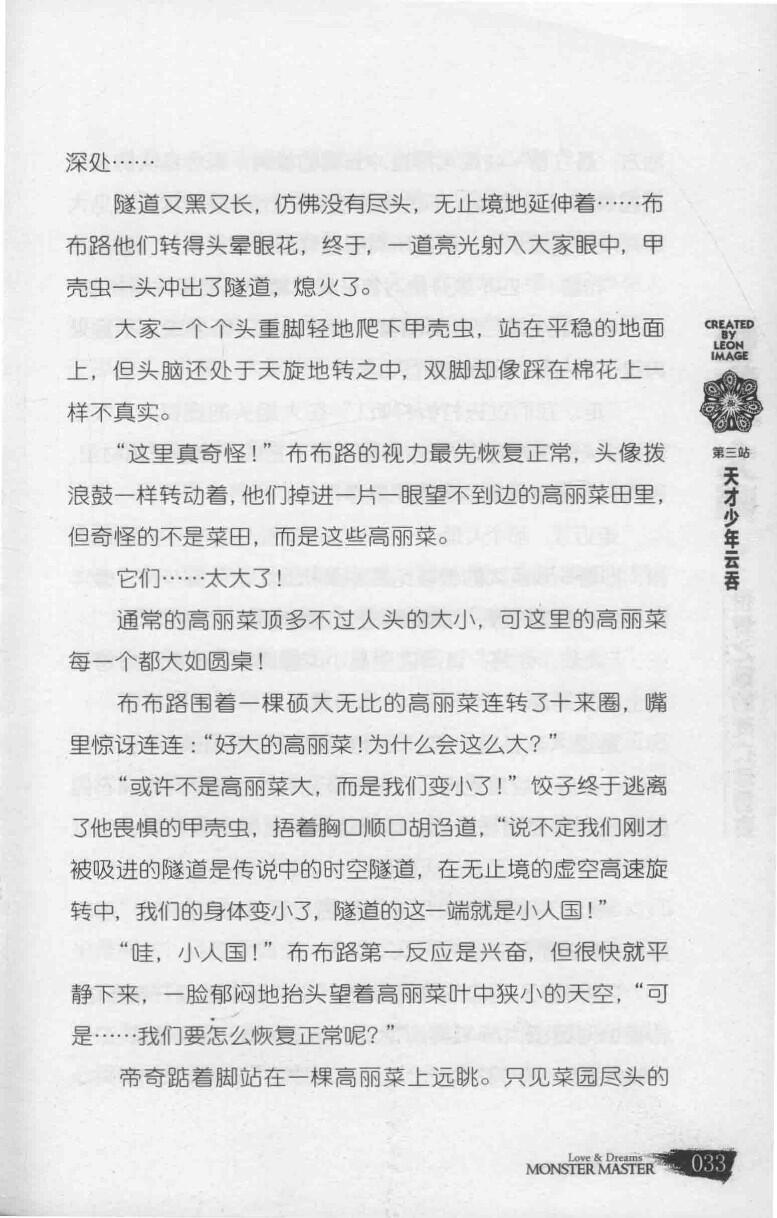 深处……
隧道又黑又长，仿佛没有尽头，无止境地延伸着……布
布路他们转得头晕眼花，终于，一道亮光射入大家眼中，甲
壳虫一头冲出了隧道，熄火了。
大家一个个头重脚轻地爬下甲壳虫，站在平稳的地面
上，但头脑还处于天旋地转之中，双脚却像踩在棉花上一
样不真实。
“这里真奇怪！”布布路的视力最先恢复正常，头像拨
浪鼓一样转动着，他们掉进一片一眼望不到边的高丽菜田里，
但奇怪的不是菜田，而是这些高丽菜。
它们……太大了！
通常的高丽菜顶多不过人头的大小，可这里的高丽菜
每一个都大如圆桌！
布布路围着一棵硕大无比的高丽菜连转了十来圈，嘴
里惊讶连连：“好大的高丽菜！为什么会这么大？”
“或许不是高丽菜大，而是我们变小了！”饺子终于逃离
了他畏惧的甲壳虫，捂着胸口顺口胡诌道，“说不定我们刚才
被吸进的隧道是传说中的时空隧道，在无止境的虚空高速旋
转中，我们的身体变小了，隧道的这一端就是小人国！”
“哇，小人国！”布布路第一反应是兴奋，但很快就平
静下来，一脸郁闷地抬头望着高丽菜叶中狭小的天空，“可
是……我们要怎么恢复正常呢？”
帝奇踮着脚站在一棵高丽菜上远眺。只见菜园尽头的
CREATED
BY
LEON
IMAGE
第三站
天才少年云吞
Love & Dreams
MONSTER MASTER
033